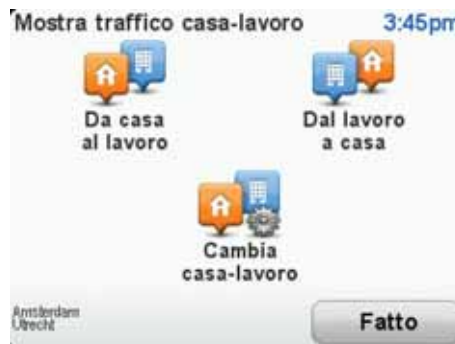 Mostra traffico casa-lavoro 3:45pm
Da casa
al lavoro
Dal lavoro
a casa
Cambia
casa-lavoro
Amsterdam
Utrecht
Fatto